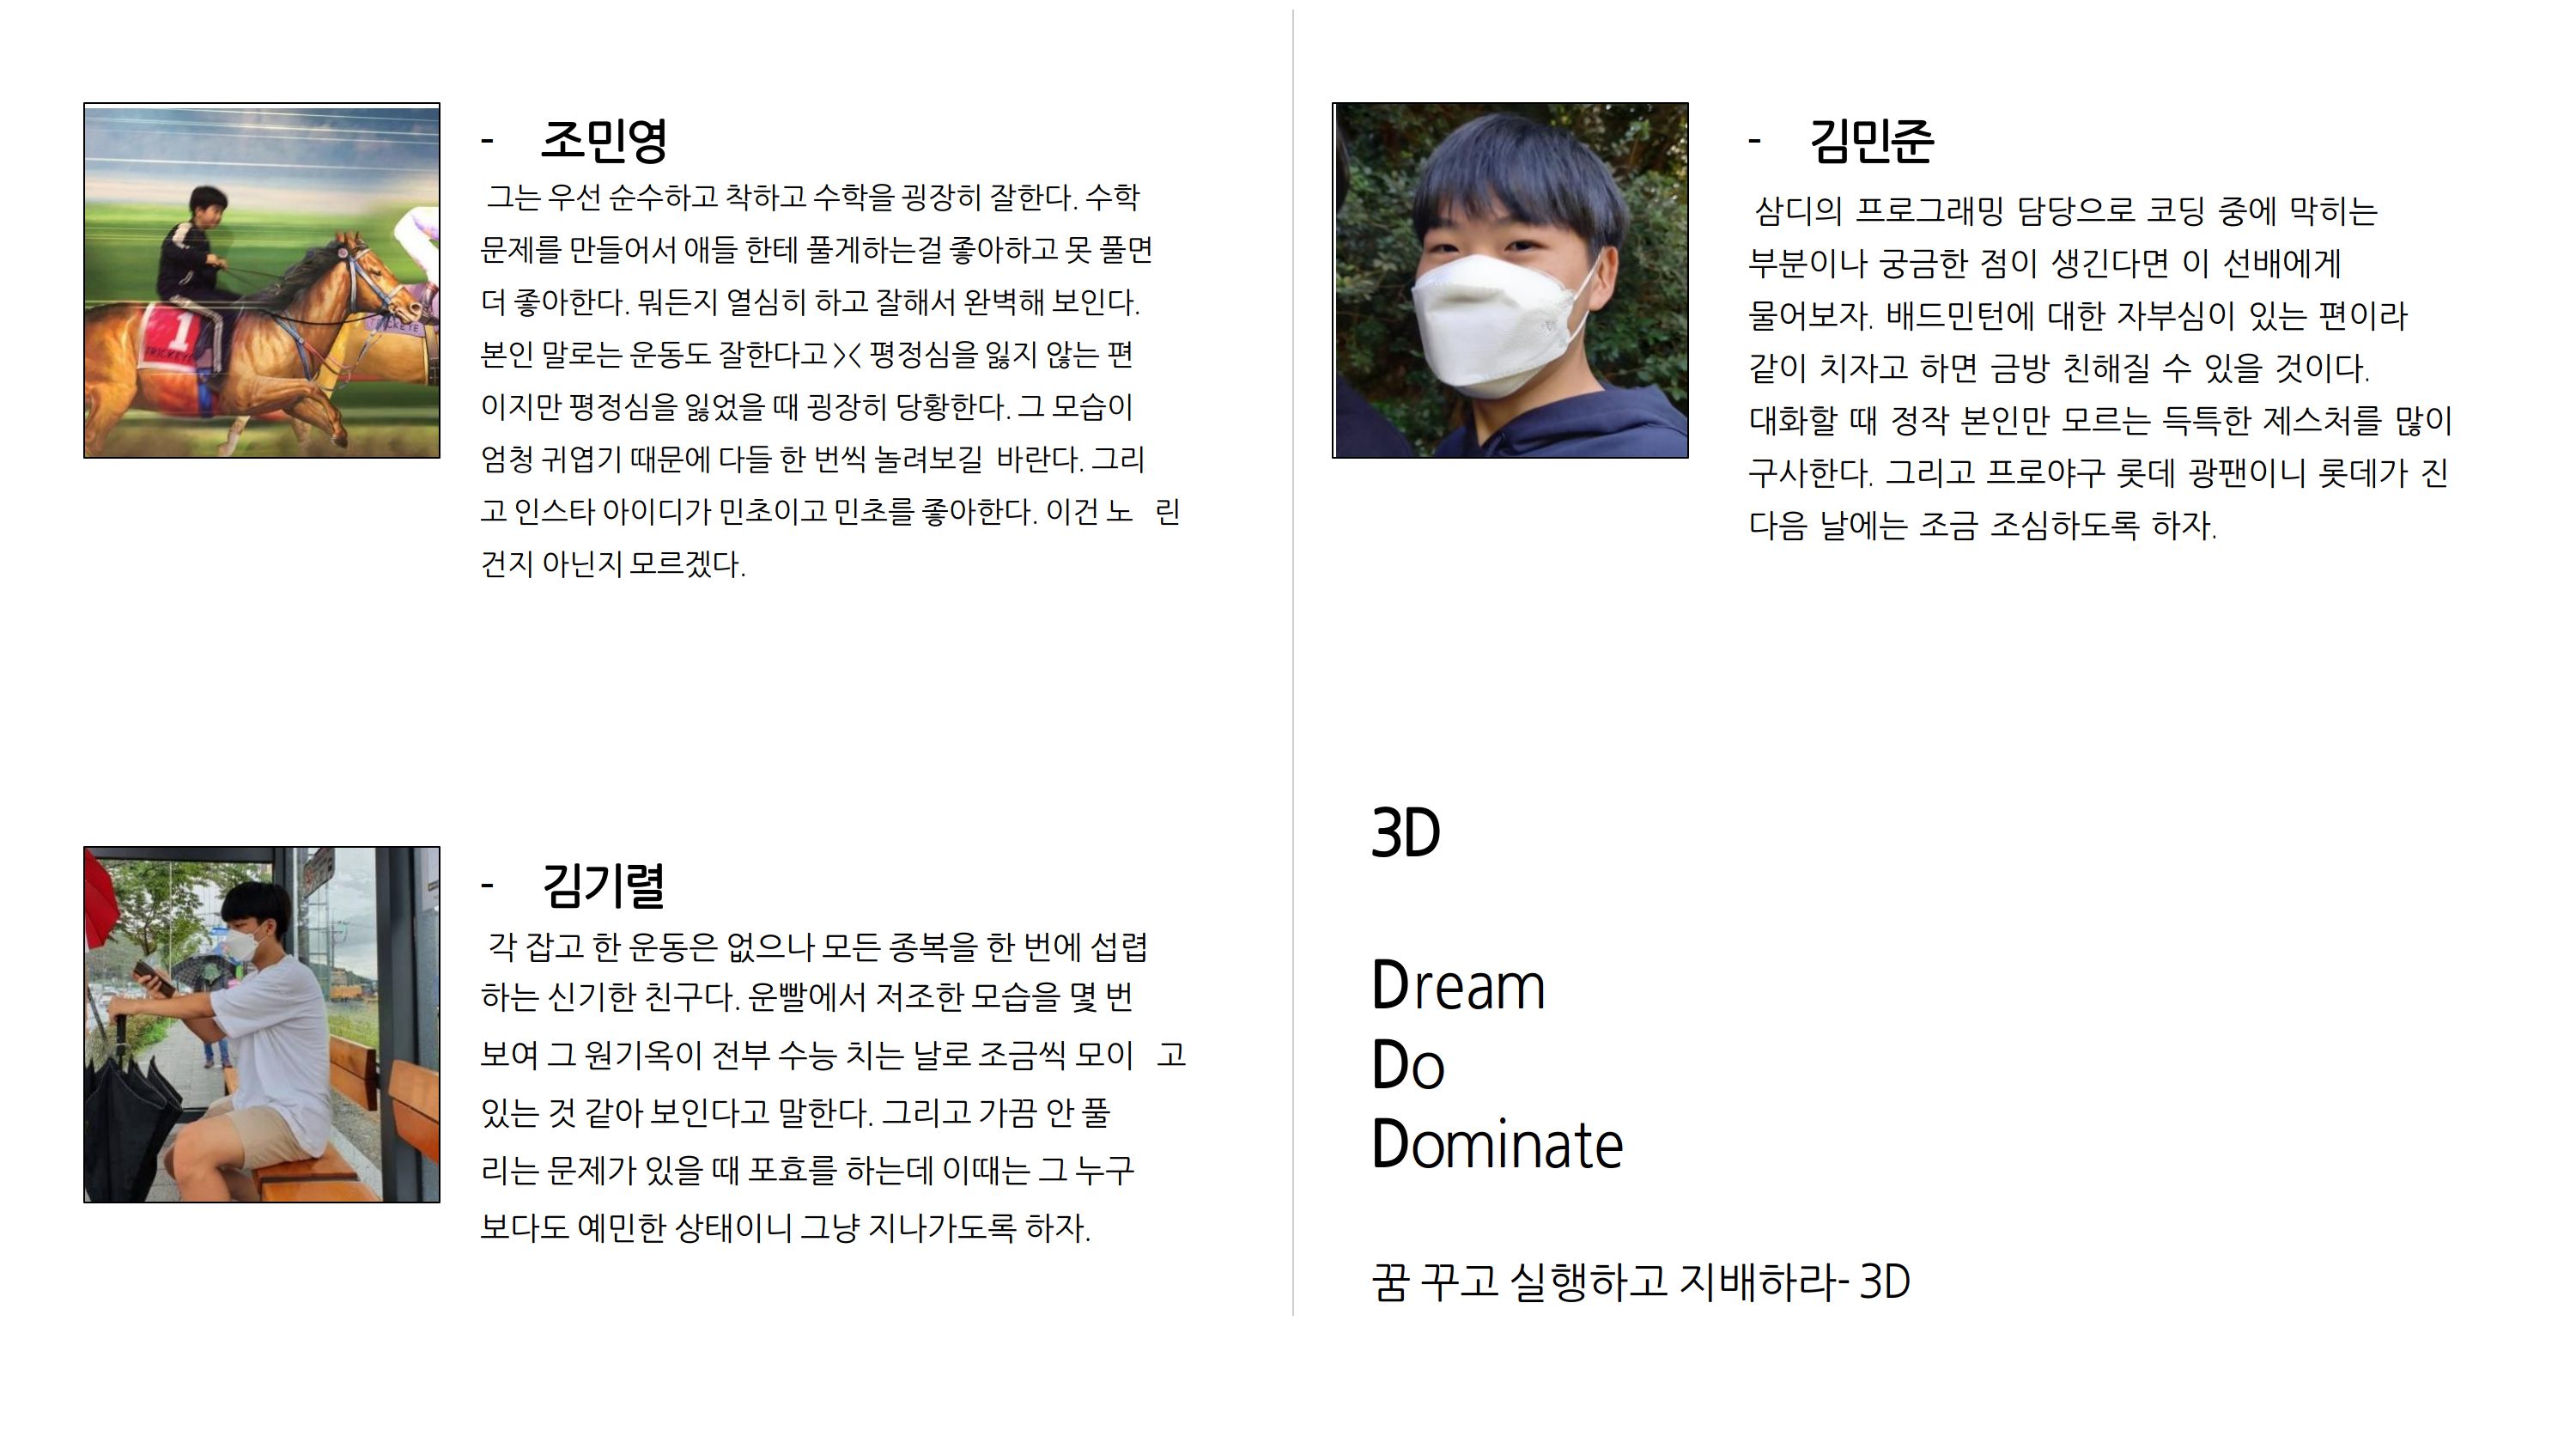 - 조민영
그는 우선 순수하고 착하고 수학을 굉장히 잘한다. 수학
문제를 만들어서 애들 한테 풀게하는걸 좋아하고 못 풀면
더 좋아한다. 뭐든지 열심히 하고 잘해서 완벽해 보인다.
본인 말로는 운동도 잘한다고>< 평정심을 잃지 않는 편
이지만 평정심을 잃었을 때 굉장히 당황한다. 그 모습이
엄청 귀엽기 때문에 다들 한 번씩 놀려보길 바란다. 그리
고 인스타 아이디가 민초이고 민초를 좋아한다. 이건 노 린
건지 아닌지 모르겠다.
1
- 김기렬
각 잡고 한 운동은 없으나 모든 종복을 한 번에 섭렵
하는 신기한 친구다. 운빨에서 저조한 모습을 몇 번
보여 그 원기옥이 전부 수능 치는 날로 조금씩 모이 고
있는 것 같아 보인다고 말한다. 그리고 가끔 안 풀
리는 문제가 있을 때 포효를 하는데 이때는 그 누구
보다도 예민한 상태이니 그냥 지나가도록 하자.
- 김민준
삼디의 프로그래밍 담당으로 코딩 중에 막히는
부분이나 궁금한 점이 생긴다면 이 선배에게
물어보자. 배드민턴에 대한 자부심이 있는 편이라
같이 치자고 하면 금방 친해질 수 있을 것이다.
대화할 때 정작 본인만 모르는 득특한 제스처를 많이
구사한다. 그리고 프로야구 롯데 광팬이니 롯데가 진
다음 날에는 조금 조심하도록 하자.
3D
Dream
Do
Dominate
꿈 꾸고 실행하고 지배하라- 3D